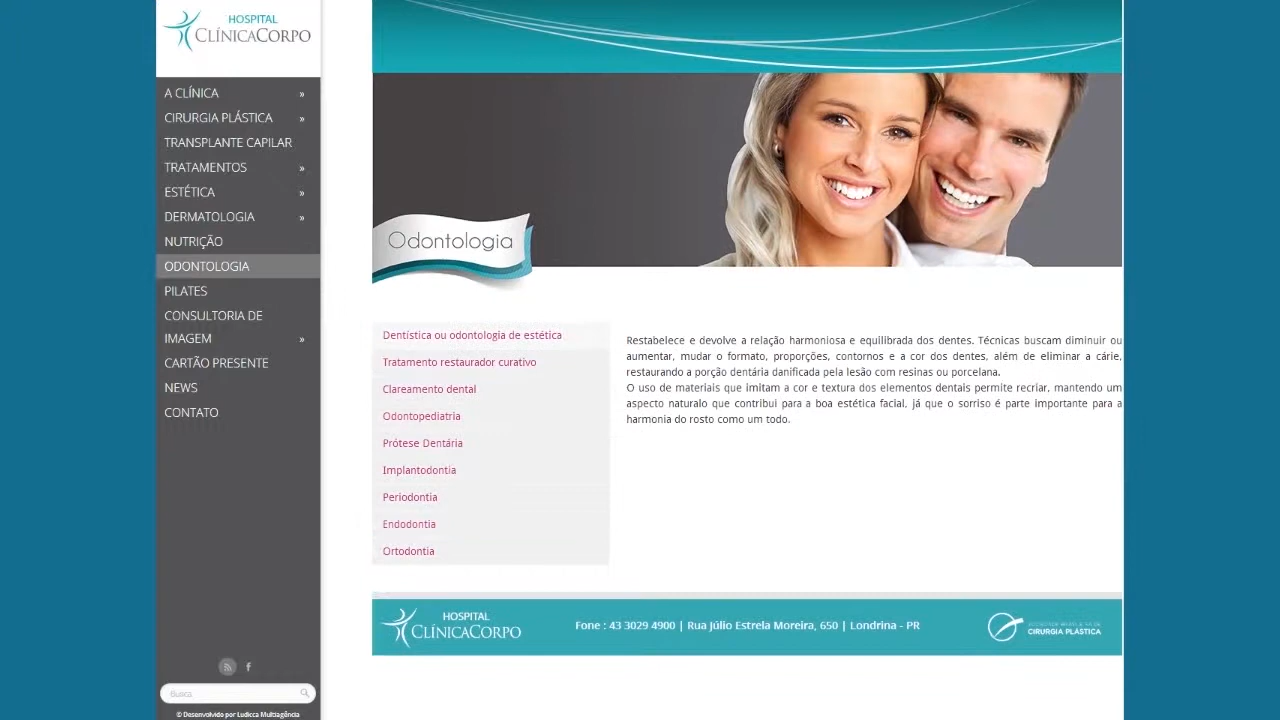 HOSPITAL
CLÍNICACORPO
A CLÍNICA »
CIRURGIA PLÁSTICA »
TRANSPLANTE CAPILAR
TRATAMENTOS »
ESTÉTICA »
DERMATOLOGIA »
NUTRIÇÃO
ODONTOLOGIA
PILATES
CONSULTORIA DE
IMAGEM »
CARTÃO PRESENTE
NEWS
CONTATO
Busca
© Desenvolvido por Ludicca Multiagência
Odontologia
Dentística ou odontologia de estética
Tratamento restaurador curativo
Clareamento dental
Odontopediatria
Prótese Dentária
Implantodontia
Periodontia
Endodontia
Ortodontia
Restabelece e devolve a relação harmoniosa e equilibrada dos dentes. Técnicas buscam diminuir ou
aumentar, mudar o formato, proporções, contornos e e cor dos dentes, além de eliminar a cárie,
restaurando a porção dentária danificada pela lesão com resinas ou porcelana.
O uso de materiais que imitam a cor e textura dos elementos dentais permite recriar, mantendo um
aspecto naturalo que contribui para a boa estética facial, já que o sorriso é parte importante para a
harmonia do rosto como um todo.
HOSPITAL
CLÍNICACORPO
Fone : 43 3029 4900 | Rua Júlio Estrela Moreira, 650 | Londrina - PR
CIRURGIA PLÁSTICA